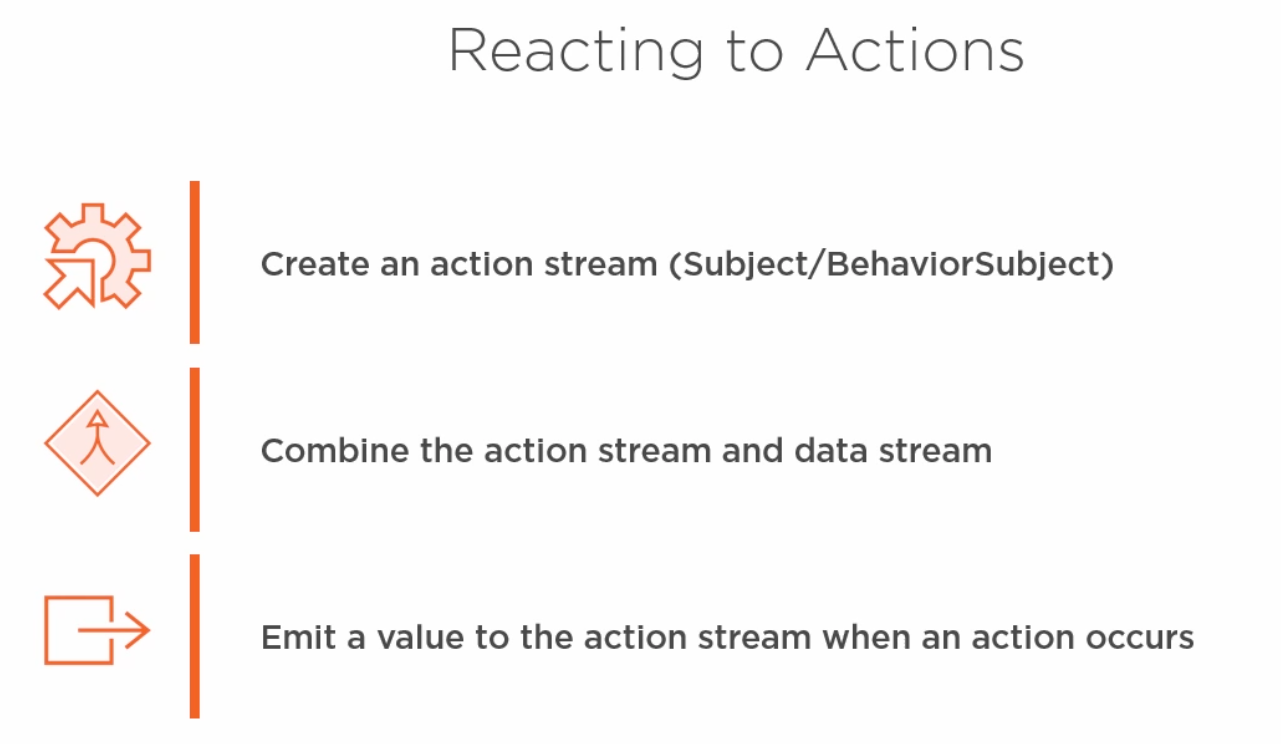 Reacting to Actions
Create an action stream (Subject/BehaviorSubject)
Combine the action stream and data stream
Emit a value to the action stream when an action occurs